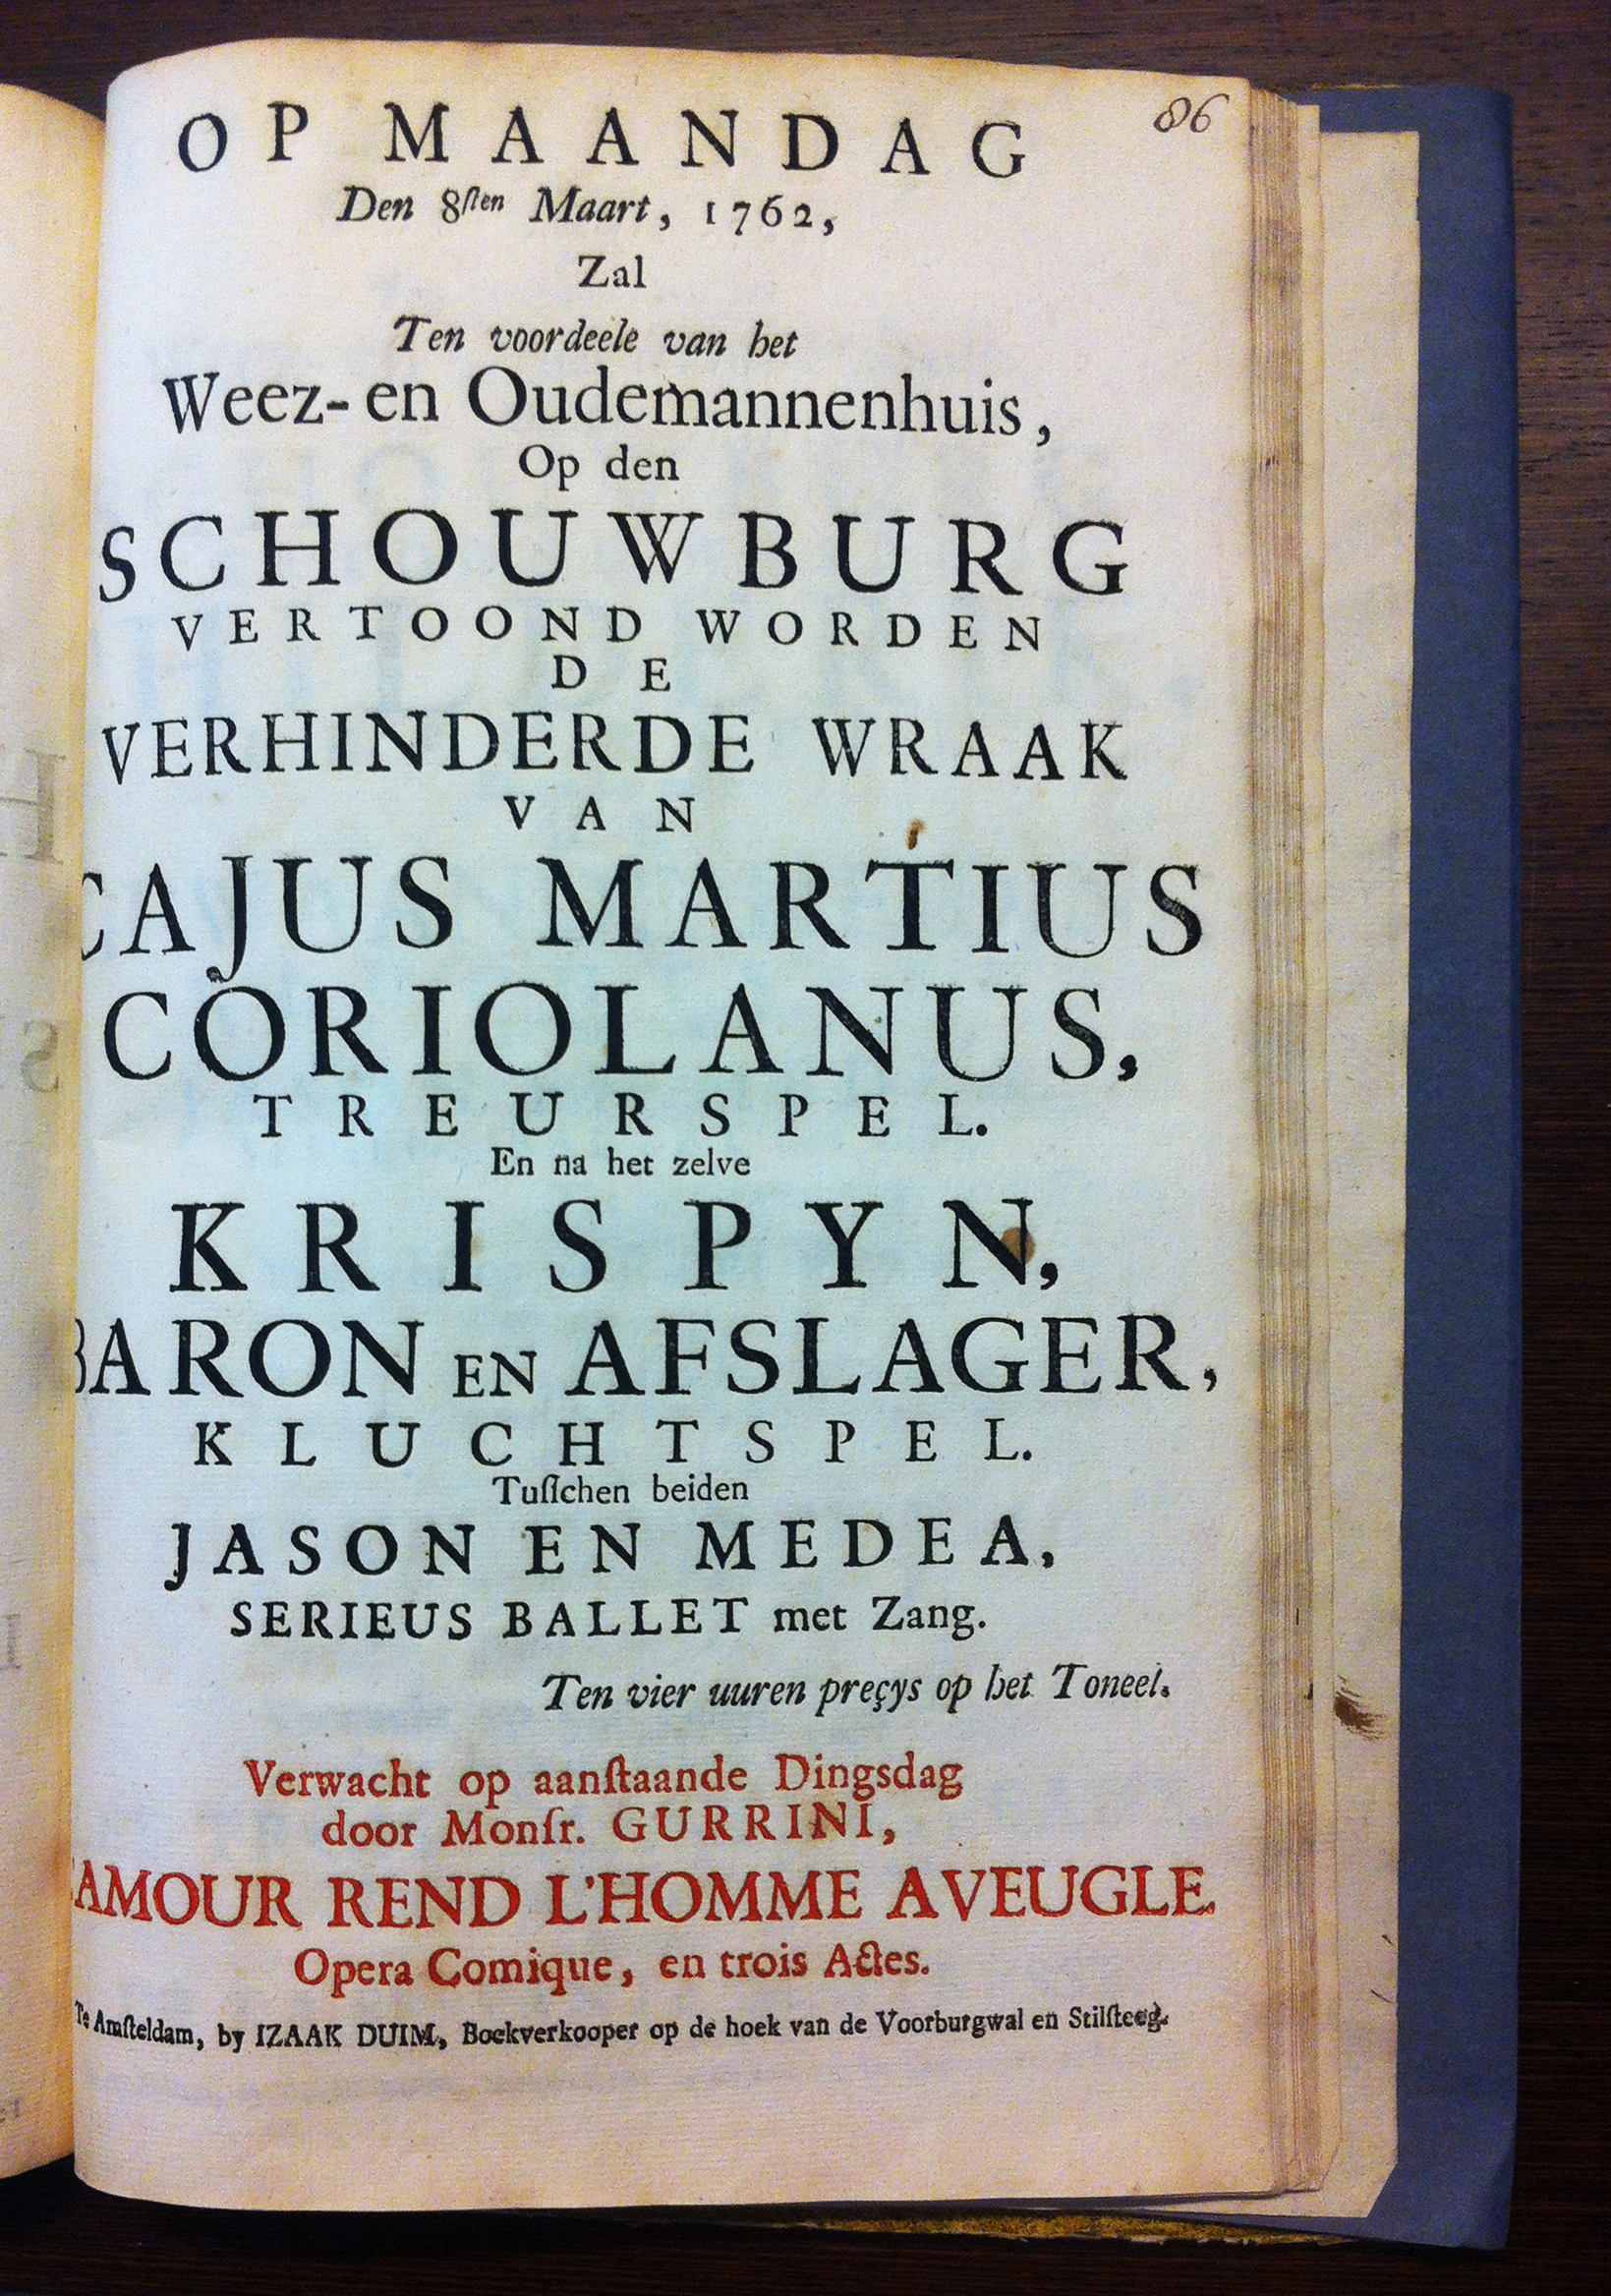 86
OP MAANDAG
Den 8ſten Maart, 1762,
Zal
Ten voordeele van het
Weez- en Oudemannenhuis,
Op den
SCHOUWBURG
VERTOOND WORDEN
DE
VERHINDERDE WRAAK
VAN
CAJUS MARTIUS
CORIOLANUS,
TREURSPEL.
En na het zelve
KRISPYN,
BARON EN AFSLAGER,
KLUCHTSPEL.
Tuſſchen beiden
JASON EN MEDEA,
SERIEUS BALLET met Zang.
Ten vier uuren preçys op het Toneel.
Verwacht op aanſtaande Dingsdag
door Monſr. GURRINI,
AMOUR REND L'HOMME AVEUGLE.
Opera Comique, en trois Actes.
Te Amſteldam, by IZAAK DUIM, Boekverkooper op de hoek van de Voorburgwal en Stilſteeg.